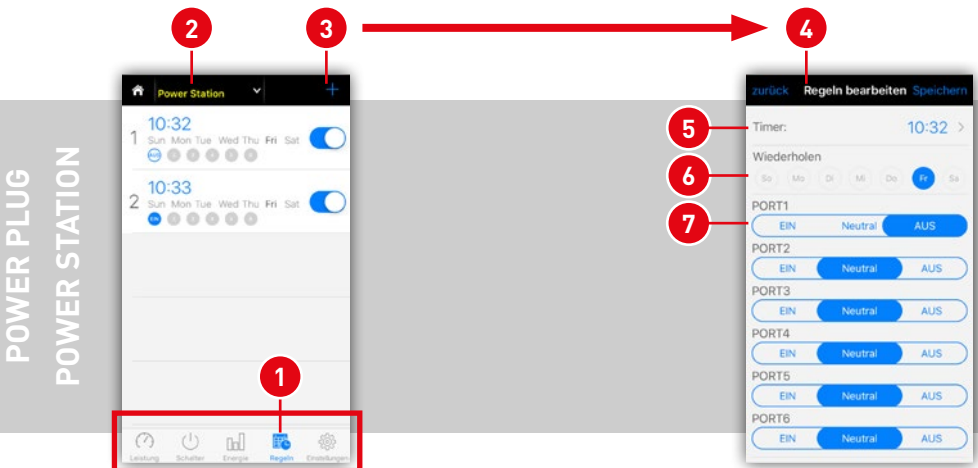 2
3
4
Power Station
+
zurück Regeln bearbeiten Speichern
1
10:32
Sun Mon Tue Wed Thu Fri Sat
AUS
2
10:33
Sun Mon Tue Wed Thu Fri Sat
EIN
5
Timer: 10:32 >
6
Wiederholen
So Mo Di Mi Do Fr Sa
7
PORT1
EIN Neutral AUS
PORT2
EIN Neutral AUS
PORT3
EIN Neutral AUS
PORT4
EIN Neutral AUS
PORT5
EIN Neutral AUS
PORT6
EIN Neutral AUS
POWER PLUG
POWER STATION
1
Leistung Schalter Energie Regeln Einstellungen